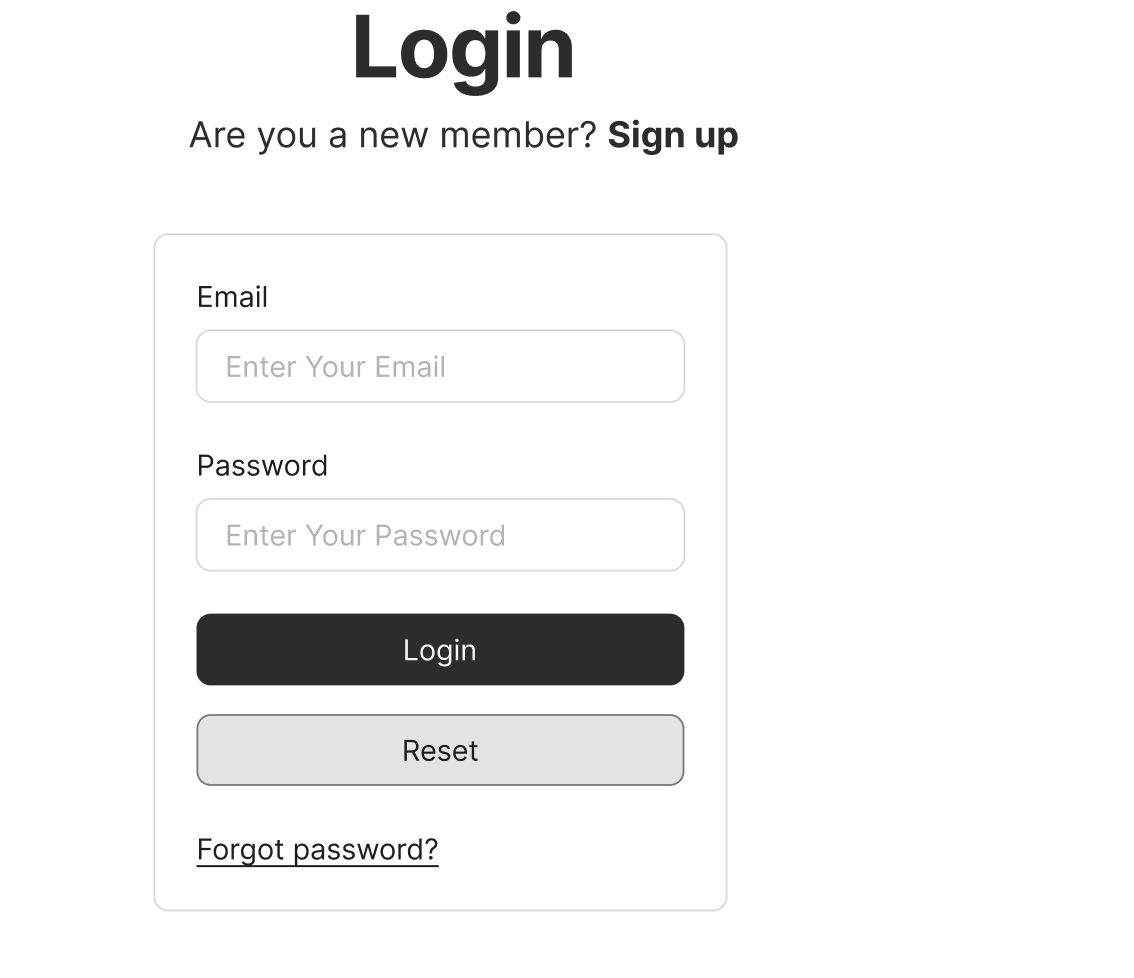 Login
Are you a new member? Sign up
Email
Enter Your Email
Password
Enter Your Password
Login
Reset
Forgot password?